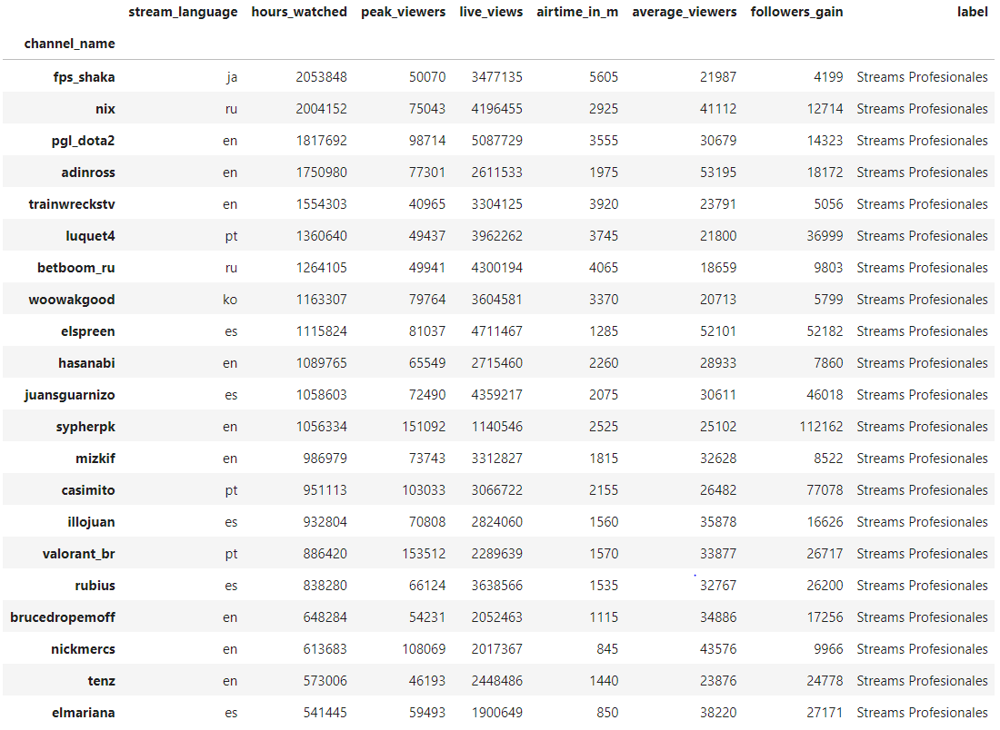 stream_language hours_watched peak_viewers live_views airtime_in_m average_viewers followers_gain label
channel_name
fps_shaka ja 2053848 50070 3477135 5605 21987 4199 Streams Profesionales
nix ru 2004152 75043 4196455 2925 41112 12714 Streams Profesionales
pgl_dota2 en 1817692 98714 5087729 3555 30679 14323 Streams Profesionales
adinross en 1750980 77301 2611533 1975 53195 18172 Streams Profesionales
trainwreckstv en 1554303 40965 3304125 3920 23791 5056 Streams Profesionales
luquet4 pt 1360640 49437 3962262 3745 21800 36999 Streams Profesionales
betboom_ru ru 1264105 49941 4300194 4065 18659 9803 Streams Profesionales
woowakgood ko 1163307 79764 3604581 3370 20713 5799 Streams Profesionales
elspreen es 1115824 81037 4711467 1285 52101 52182 Streams Profesionales
hasanabi en 1089765 65549 2715460 2260 28933 7860 Streams Profesionales
juansguarnizo es 1058603 72490 4359217 2075 30611 46018 Streams Profesionales
sypherpk en 1056334 151092 1140546 2525 25102 112162 Streams Profesionales
mizkif en 986979 73743 3312827 1815 32628 8522 Streams Profesionales
casimito pt 951113 103033 3066722 2155 26482 77078 Streams Profesionales
illojuan es 932804 70808 2824060 1560 35878 16626 Streams Profesionales
valorant_br pt 886420 153512 2289639 1570 33877 26717 Streams Profesionales
rubius es 838280 66124 3638566 1535 32767 26200 Streams Profesionales
brucedropemoff en 648284 54231 2052463 1115 34886 17256 Streams Profesionales
nickmercs en 613683 108069 2017367 845 43576 9966 Streams Profesionales
tenz en 573006 46193 2448486 1440 23876 24778 Streams Profesionales
elmariana es 541445 59493 1900649 850 38220 27171 Streams Profesionales